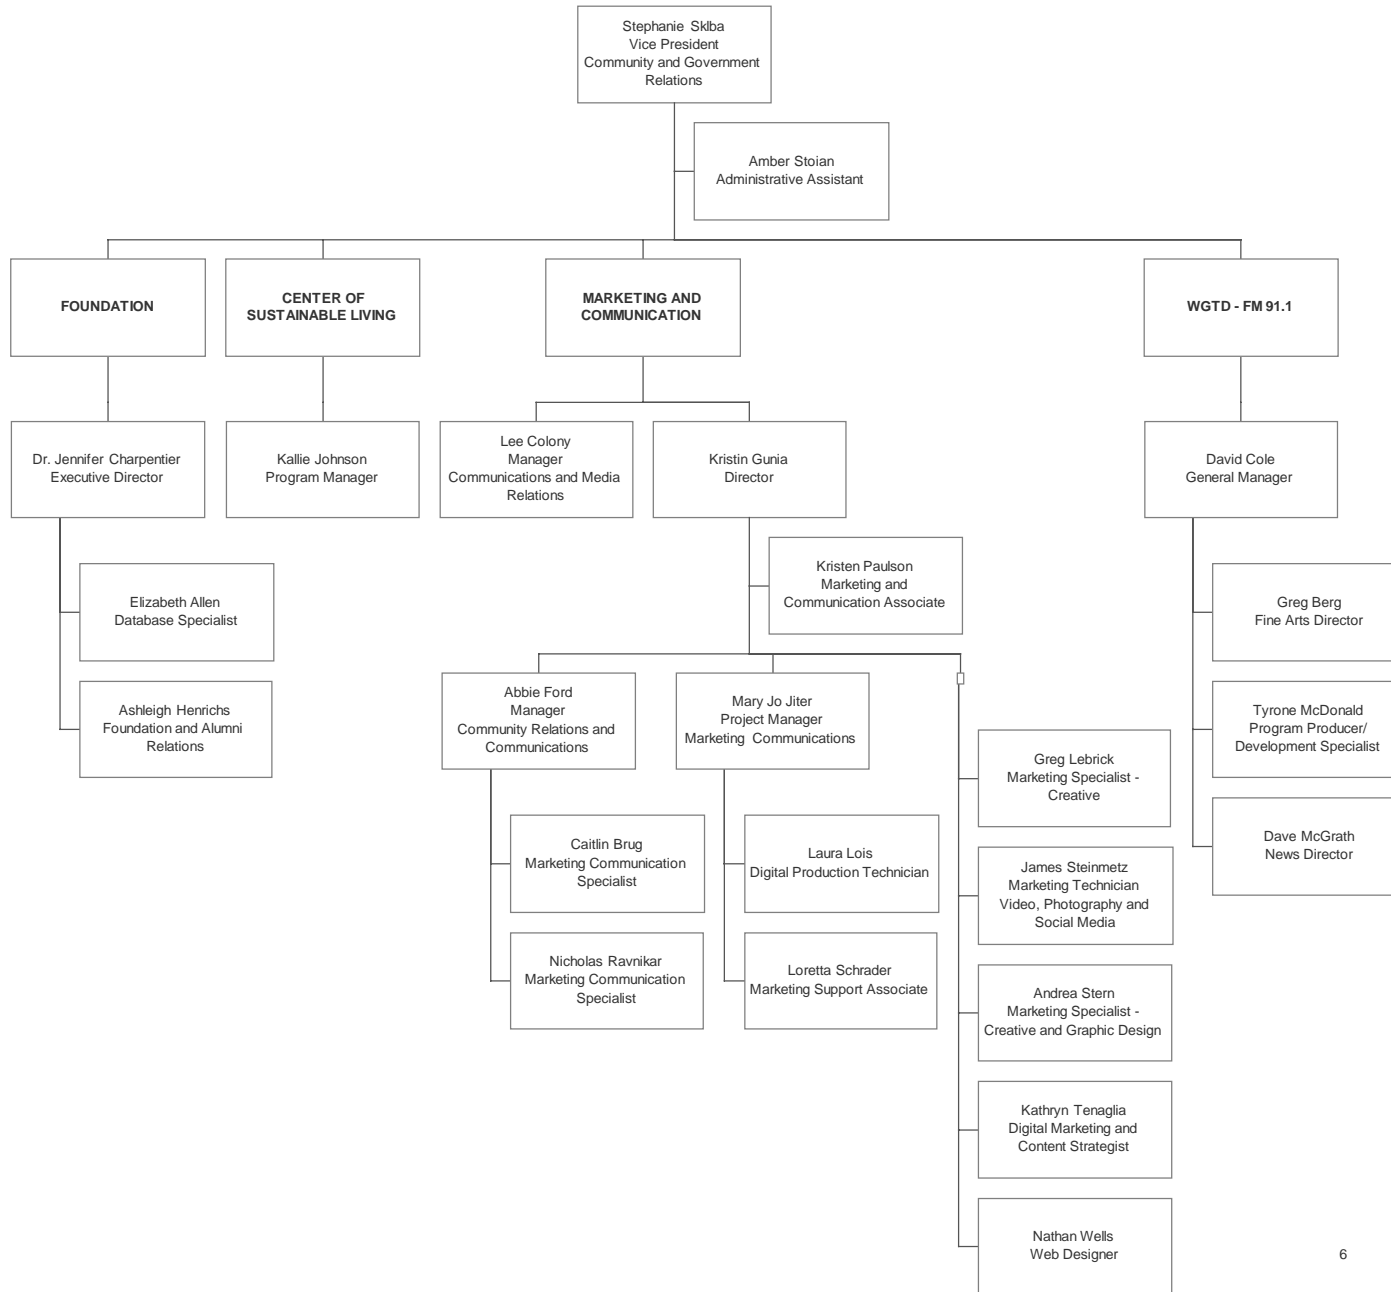 Stephanie Sklba
Vice President
Community and Government
Relations
Amber Stoian
Administrative Assistant
FOUNDATION
CENTER OF
SUSTAINABLE LIVING
MARKETING AND
COMMUNICATION
WGTD - FM 91.1
Dr. Jennifer Charpentier
Executive Director
Kallie Johnson
Program Manager
Lee Colony
Manager
Communications and Media
Relations
Kristin Gunia
Director
David Cole
General Manager
Elizabeth Allen
Database Specialist
Ashleigh Henrichs
Foundation and Alumni
Relations
Kristen Paulson
Marketing and
Communication Associate
Abbie Ford
Manager
Community Relations and
Communications
Caitlin Brug
Marketing Communication
Specialist
Nicholas Ravnikar
Marketing Communication
Specialist
Mary Jo Jiter
Project Manager
Marketing Communications
Laura Lois
Digital Production Technician
Loretta Schrader
Marketing Support Associate
Greg Lebrick
Marketing Specialist -
Creative
James Steinmetz
Marketing Technician
Video, Photography and
Social Media
Andrea Stern
Marketing Specialist -
Creative and Graphic Design
Kathryn Tenaglia
Digital Marketing and
Content Strategist
Nathan Wells
Web Designer
Greg Berg
Fine Arts Director
Tyrone McDonald
Program Producer/
Development Specialist
Dave McGrath
News Director
6